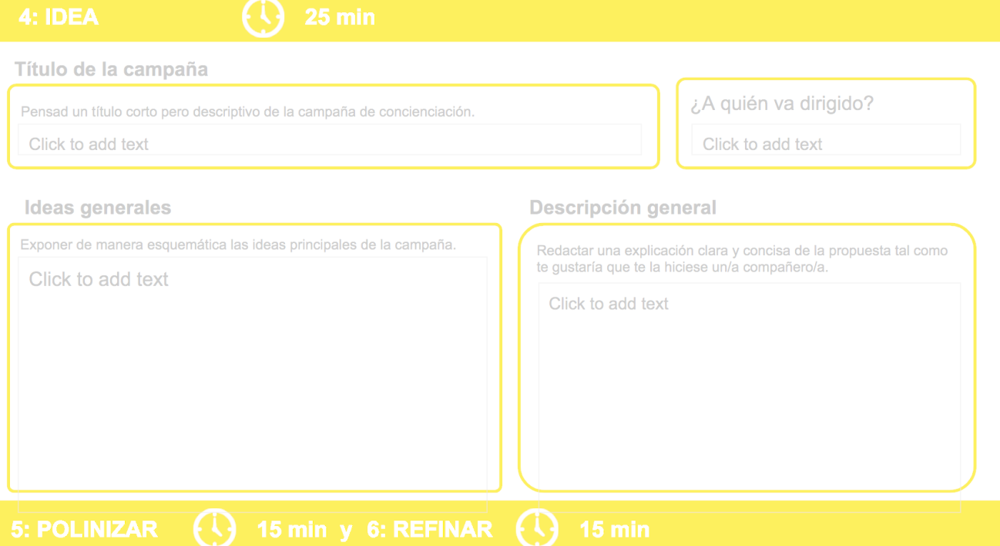 4: IDEA 25 min
Título de la campaña
Pensad un título corto pero descriptivo de la campaña de concienciación.
Click to add text
¿A quién va dirigido?
Click to add text
Ideas generales
Exponer de manera esquemática las ideas principales de la campaña.
Click to add text
Descripción general
Redactar una explicación clara y concisa de la propuesta tal como
te gustaría que te la hiciese un/a compañero/a.
Click to add text
5: POLINIZAR 15 min y 6: REFINAR 15 min